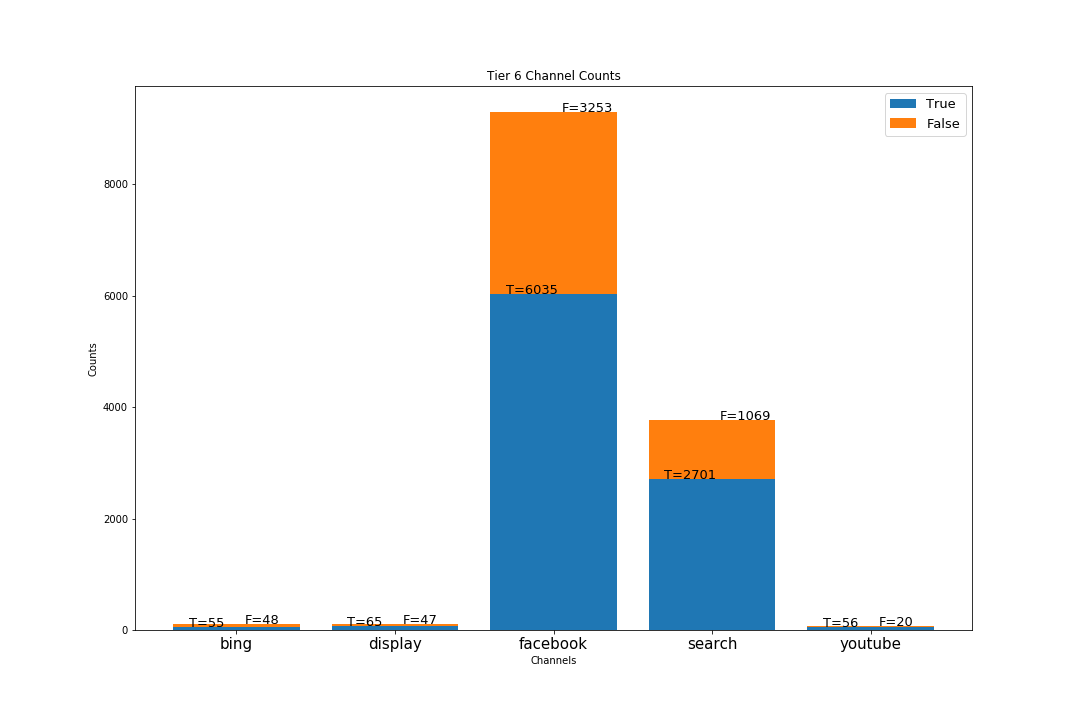 Tier 6 Channel Counts
True
False
F=3253
8000
T=6035
6000
Counts
4000
F=1069
T=2701
2000
T=55
F=48
T=65
F=47
T=56
F=20
0
bing
display
facebook
search
youtube
Channels